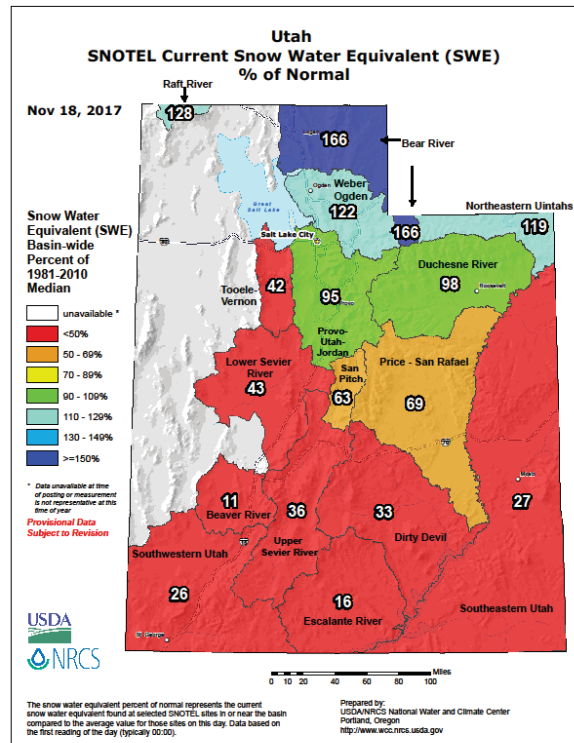 Utah
SNOTEL Current Snow Water Equivalent (SWE)
% of Normal
Raft River
Nov 18, 2017
128
166
Bear River
Ogden
Weber
Ogden
122
Northeastern Uintahs
119
166
Great
Salt Lake
Salt Lake City
Snow Water
Equivalent (SWE)
Basin-wide
Percent of
1981-2010
Median
unavailable *
<50%
50 - 69%
70 - 89%
90 - 109%
110 - 129%
130 - 149%
>=150%
Tooele-
Vernon
42
95
Provo
Provo-
Utah-
Jordan
Duchesne River
98
Roosevelt
Lower Sevier
River
43
San
Pitch
63
Price - San Rafael
69
* Data unavailable at time
of posting or measurement
is not representative at this
time of year
Provisional Data
Subject to Revision
11
Beaver River
36
Upper
Sevier River
33
Dirty Devil
Moab
27
Southwestern Utah
26
St. George
16
Escalante River
Southeastern Utah
USDA
NRCS
Miles
0 10 20 40 60 80 100
The snow water equivalent percent of normal represents the current
snow water equivalent found at selected SNOTEL sites in or near the basin
compared to the average value for those sites on this day. Data based on
the first reading of the day (typically 00:00).
Prepared by:
USDA/NRCS National Water and Climate Center
Portland, Oregon
http://www.wcc.nrcs.usda.gov